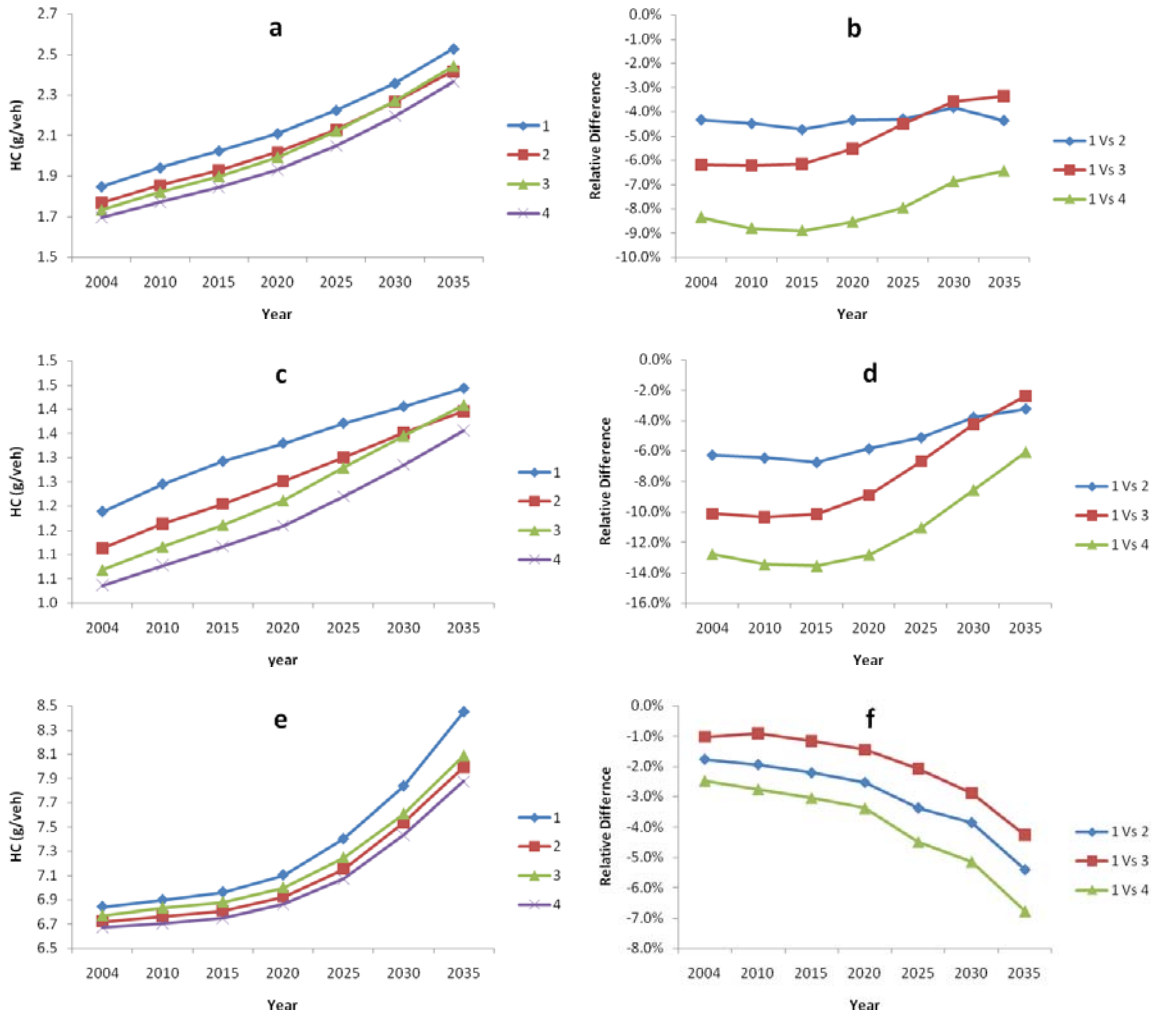 a
2.7
2.5
2.3
2.1
1.9
1.7
1.5
HC (g/veh)
2004 2010 2015 2020 2025 2030 2035
Year
1
2
3
4
b
0.0%
-1.0%
-2.0%
-3.0%
-4.0%
-5.0%
-6.0%
-7.0%
-8.0%
-9.0%
-10.0%
Relative Difference
2004 2010 2015 2020 2025 2030 2035
Year
1 Vs 2
1 Vs 3
1 Vs 4
c
1.5
1.5
1.4
1.4
1.3
1.3
1.2
1.2
1.1
1.1
1.0
HC (g/veh)
2004 2010 2015 2020 2025 2030 2035
year
1
2
3
4
d
0.0%
-2.0%
-4.0%
-6.0%
-8.0%
-10.0%
-12.0%
-14.0%
-16.0%
Relative Difference
2004 2010 2015 2020 2025 2030 2035
Year
1 Vs 2
1 Vs 3
1 Vs 4
e
8.5
8.3
8.1
7.9
7.7
7.5
7.3
7.1
6.9
6.7
6.5
HC (g/veh)
2004 2010 2015 2020 2025 2030 2035
Year
1
2
3
4
f
0.0%
-1.0%
-2.0%
-3.0%
-4.0%
-5.0%
-6.0%
-7.0%
-8.0%
Relative Differnce
2004 2010 2015 2020 2025 2030 2035
Year
1 Vs 2
1 Vs 3
1 Vs 4